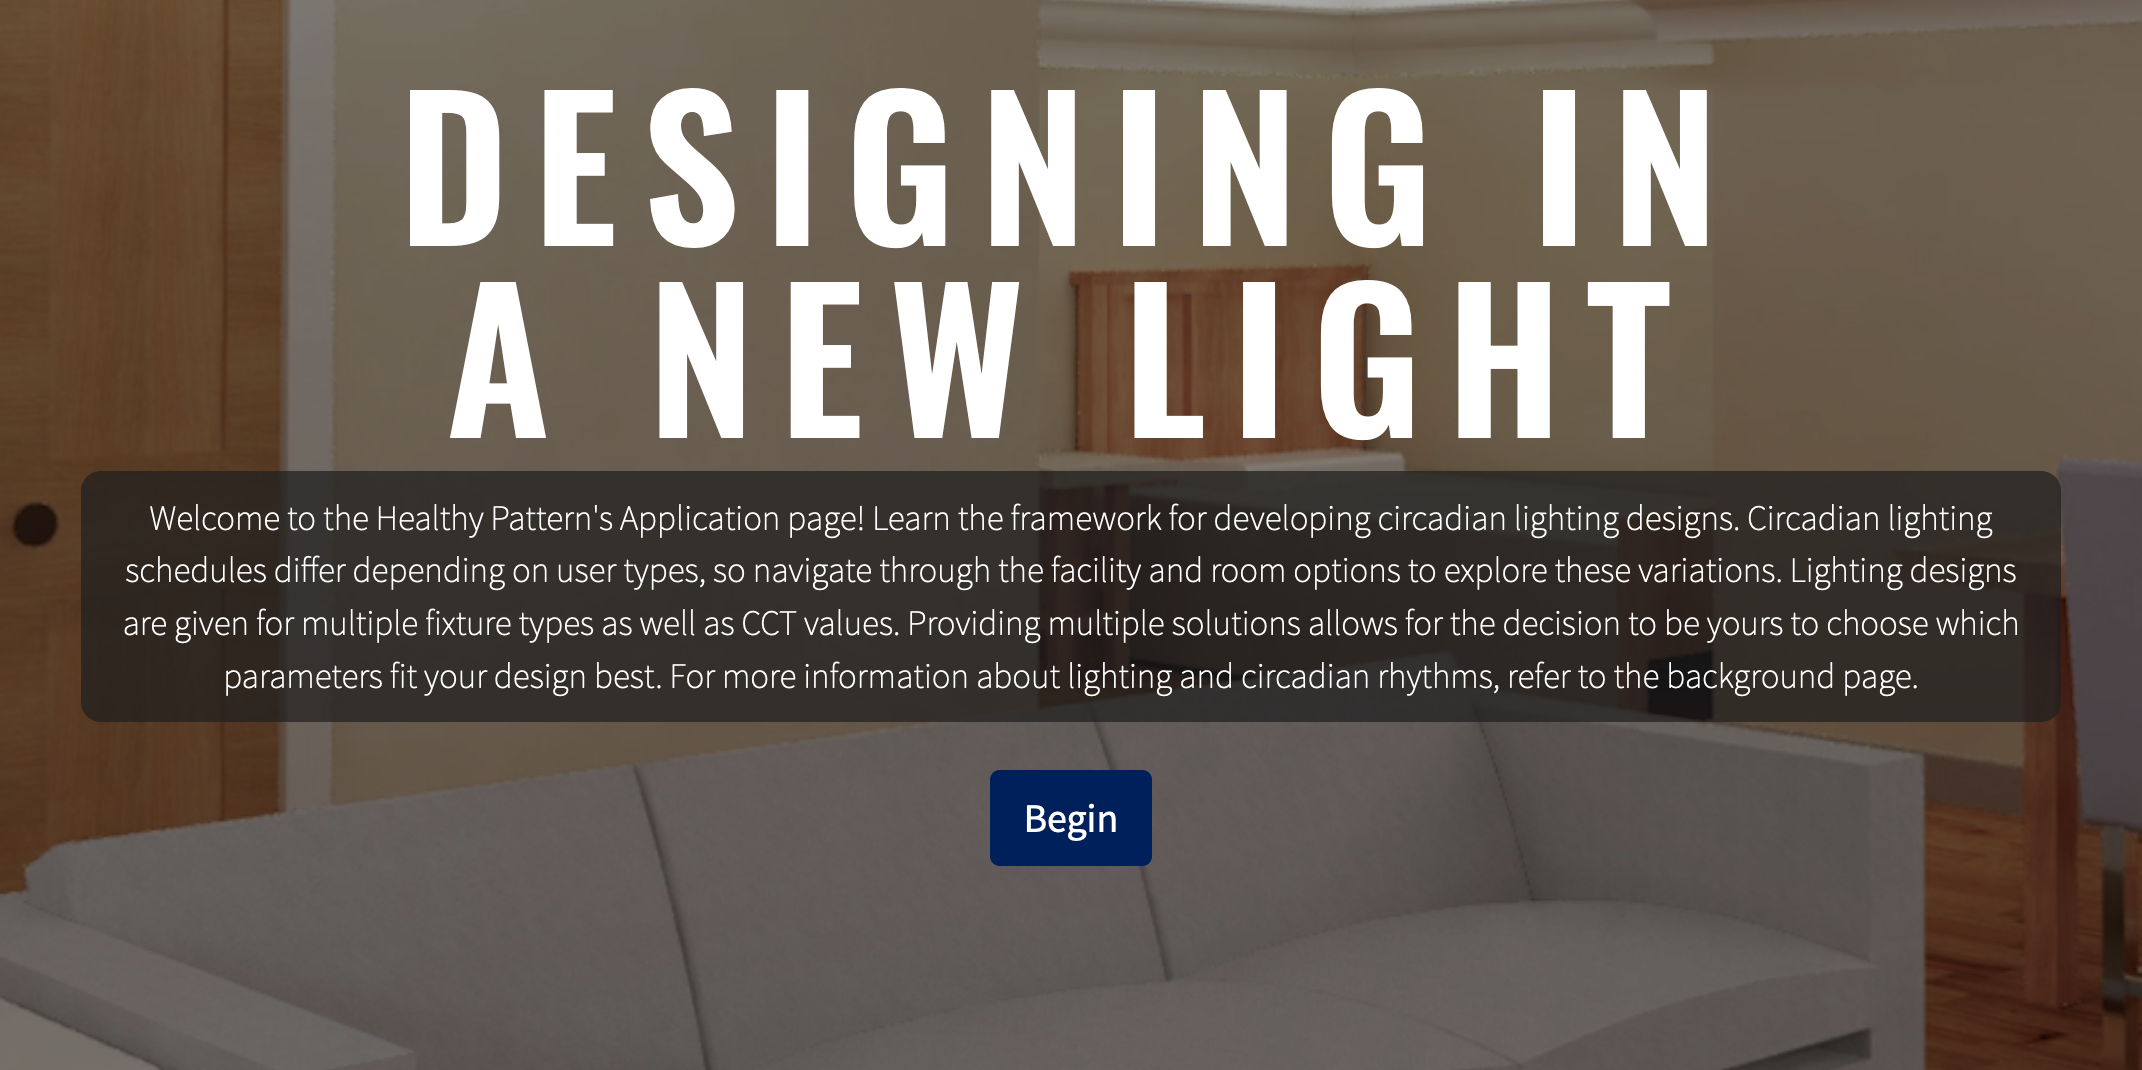 DESIGNING IN
A NEW LIGHT
Welcome to the Healthy Pattern's Application page! Learn the framework for developing circadian lighting designs. Circadian lighting
schedules differ depending on user types, so navigate through the facility and room options to explore these variations. Lighting designs
are given for multiple fixture types as well as CCT values. Providing multiple solutions allows for the decision to be yours to choose which
parameters fit your design best. For more information about lighting and circadian rhythms, refer to the background page.
Begin